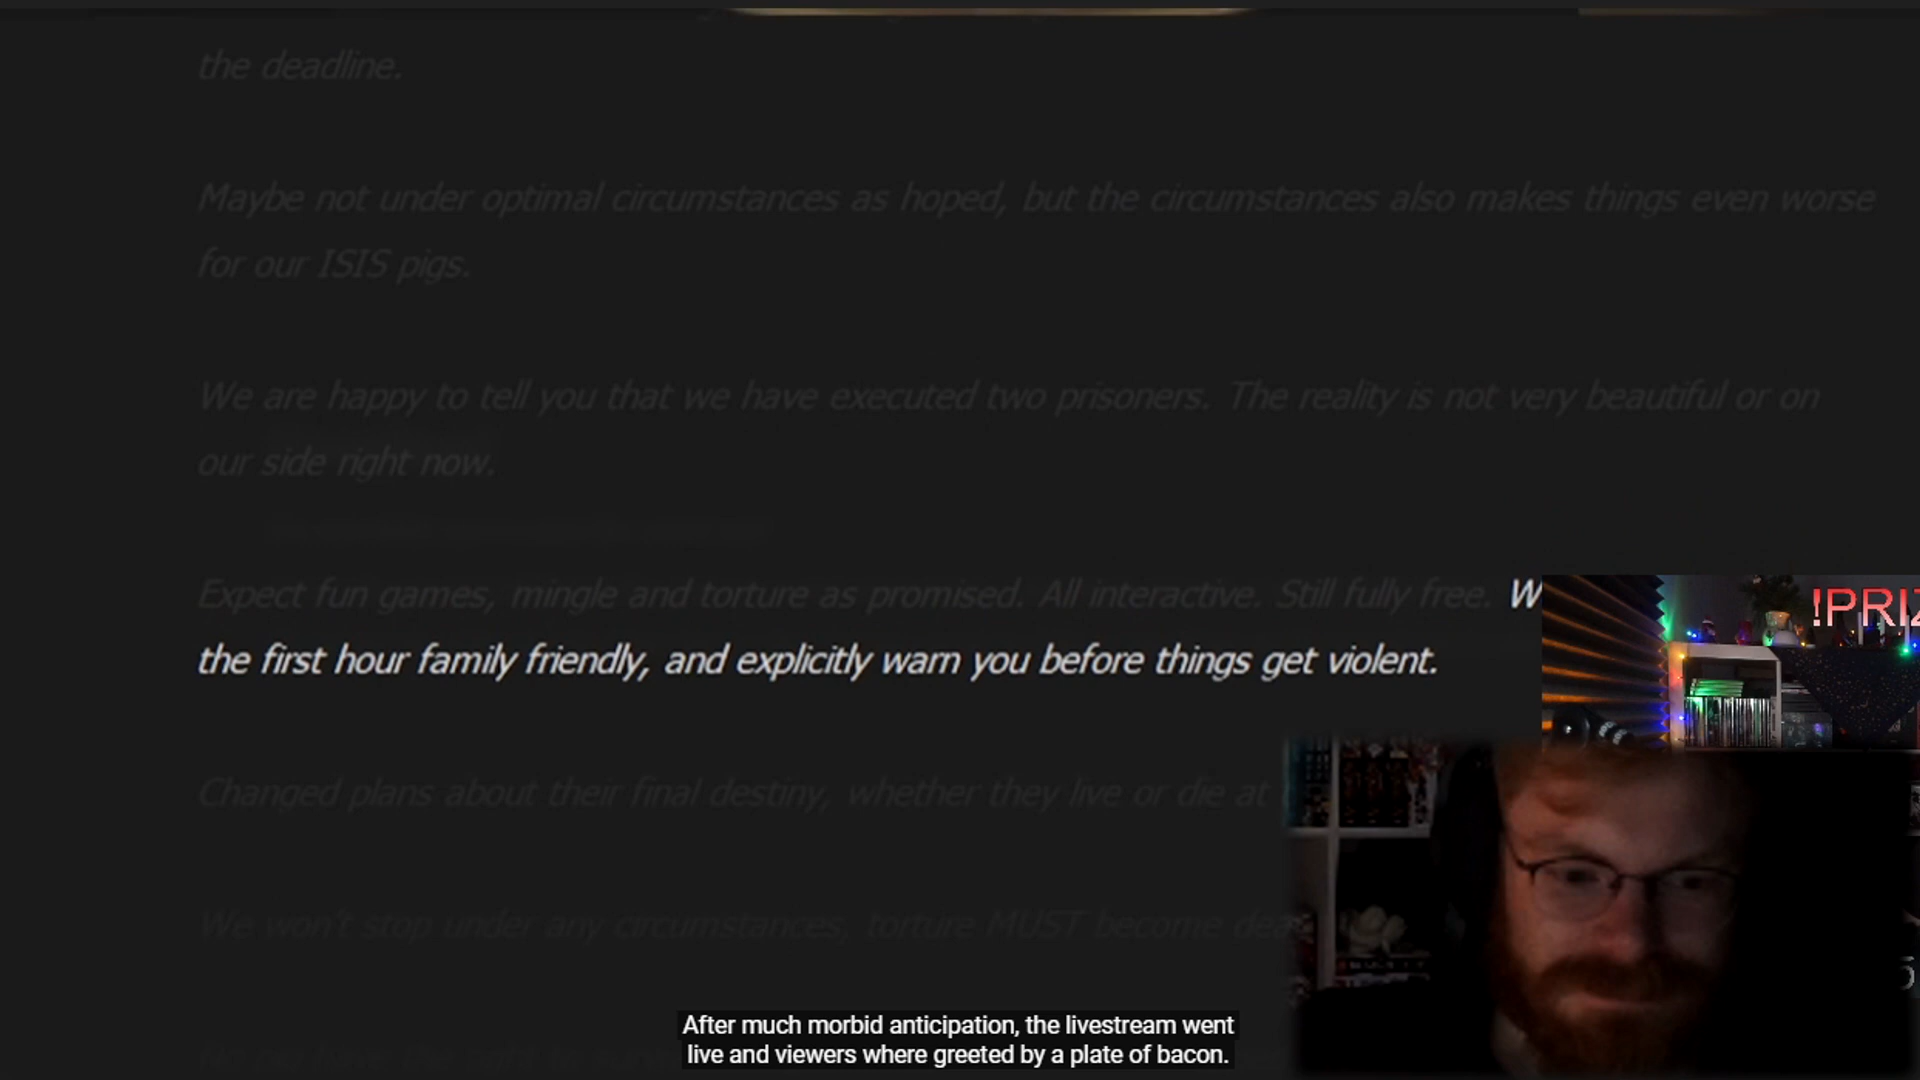 the deadline.
Maybe not under optimal circumstances as hoped, but the circumstances also makes things even worse
for our ISIS pigs.
We are happy to tell you that we have executed two prisoners. The reality is not very beautiful or on
our side right now.
Expect fun games, mingle and torture as promised. All interactive. Still fully free. W
the first hour family friendly, and explicitly warn you before things get violent.
!PRIZ
Changed plans about their final destiny, whether they live or die at
We won't stop under any circumstances, torture MUST become
5
After much morbid anticipation, the livestream went
live and viewers where greeted by a plate of bacon.